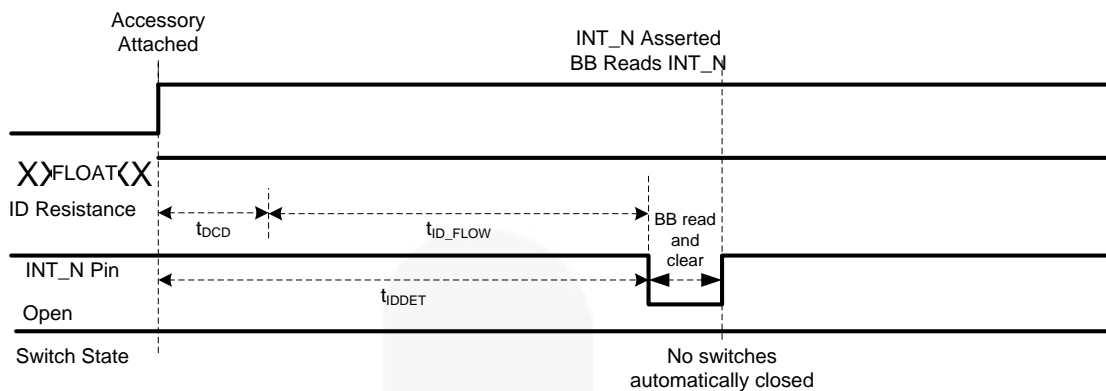 Accessory
Attached
INT_N Asserted
BB Reads INT_N
X FLOAT X
ID Resistance
tDCD
tID_FLOW
BB read
and
clear
INT_N Pin
tIDDET
Open
Switch State
No switches
automatically closed